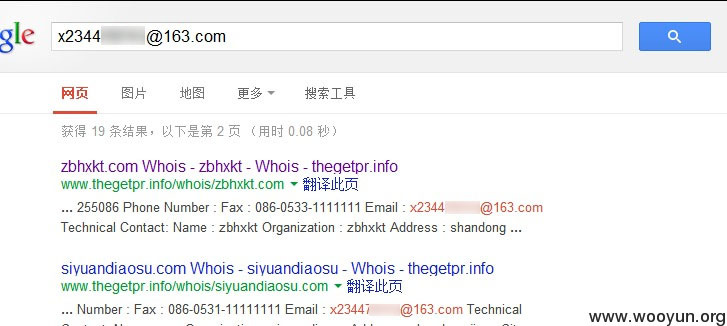 gle x2344 @163.com
网页 图片 地图 更多 搜索工具
获得 19 条结果,以下是第 2 页 (用时 0.08 秒)
zbhxkt.com Whois - zbhxkt - Whois - thegetpr.info
www.thegetpr.info/whois/zbhxkt.com 翻译此页
... 255086 Phone Number : Fax : 086-0533-1111111 Email : x2344 @163.com
Technical Contact: Name : zbhxkt Organization : zbhxkt Address : shandong ...
siyuandiaosu.com Whois - siyuandiaosu - Whois - thegetpr.info
www.thegetpr.info/whois/siyuandiaosu.com 翻译此页
... Number : Fax : 086-0531-11111111 Email : x23447 @163.com Technical
www.wooyun.org